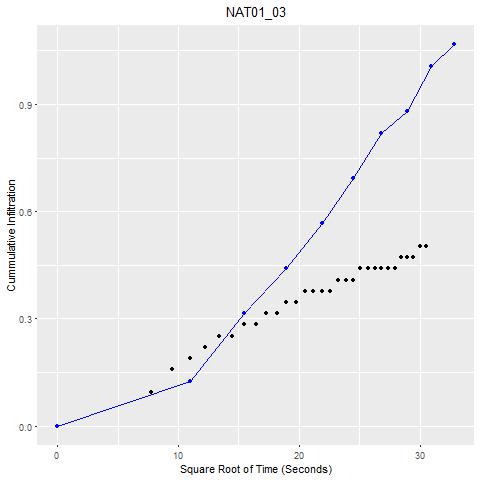 NAT01_03
0.9
0.6
0.3
0.0
Cummulative Infiltration
0
10
20
30
Square Root of Time (Seconds)